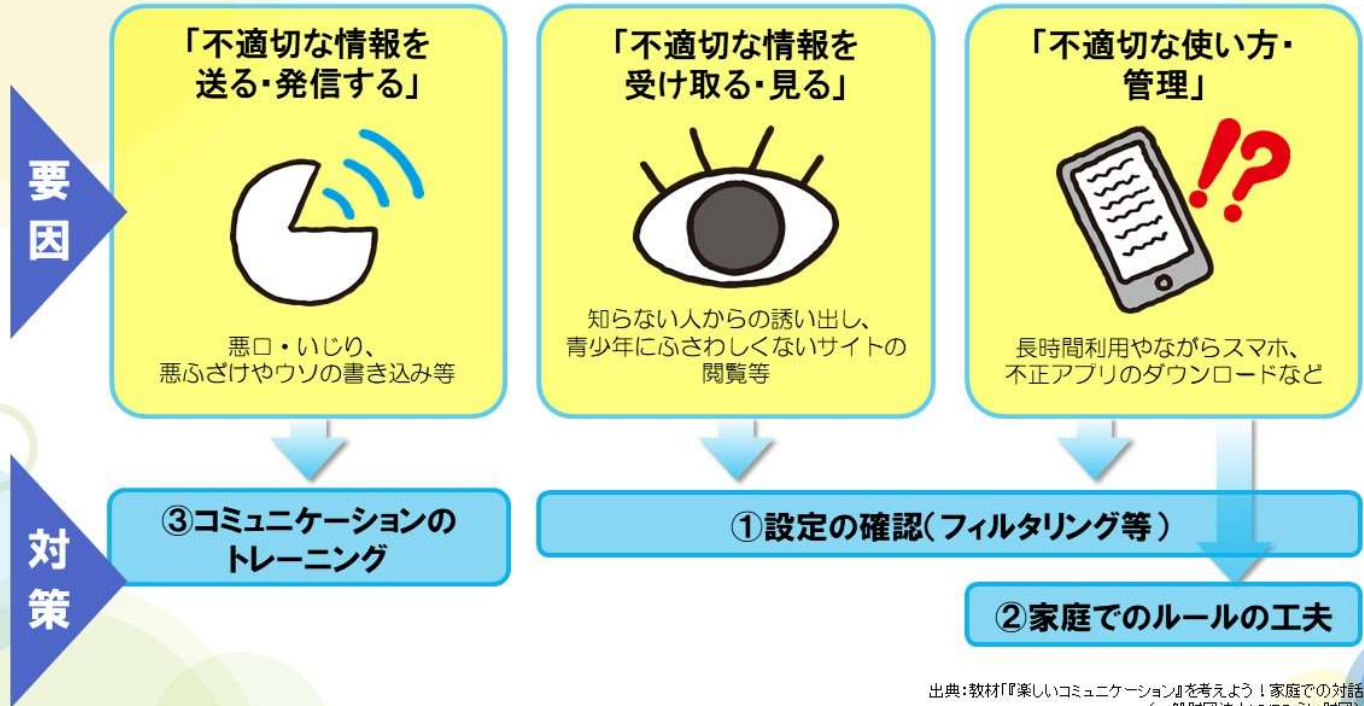 要因
「不適切な情報を
送る・発信する」
悪口・いじり、
悪ふざけやウソの書き込み等
「不適切な情報を
受け取る・見る」
知らない人からの誘い出し、
青少年にふさわしくないサイトの
閲覧等
「不適切な使い方・
管理」
!?
長時間利用やながらスマホ、
不正アプリのダウンロードなど
対策
③コミュニケーションの
トレーニング
①設定の確認(フィルタリング等)
②家庭でのルールの工夫
出典:教材「『楽しいコミュニケーション』を考えよう!家庭での対話